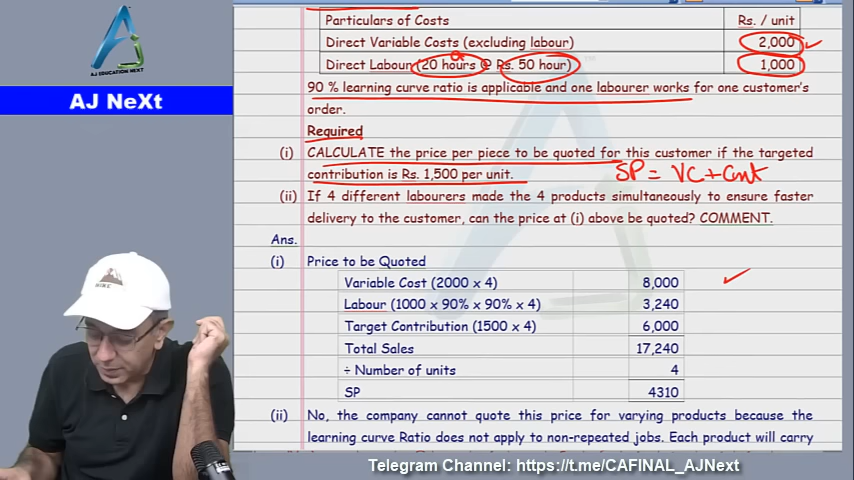 AJ EDUCATION NEXT
AJ NeXt
Particulars of Costs Rs. / unit
Direct Variable Costs (excluding labour) 2,000
Direct Labour (20 hours @ Rs. 50 hour) 1,000
90 % learning curve ratio is applicable and one labourer works for one customer's
order.
Required
(i) CALCULATE the price per piece to be quoted for this customer if the targeted
contribution is Rs. 1,500 per unit.
SP = VC + Cont
(ii) If 4 different labourers made the 4 products simultaneously to ensure faster
delivery to the customer, can the price at (i) above be quoted? COMMENT.
Ans.
(i) Price to be Quoted
Variable Cost (2000 x 4) 8,000
Labour (1000 x 90% x 90% x 4) 3,240
Target Contribution (1500 x 4) 6,000
Total Sales 17,240
÷ Number of units 4
SP 4310
(ii) No, the company cannot quote this price for varying products because the
learning curve Ratio does not apply to non-repeated jobs. Each product will carry
Telegram Channel: https://t.me/CAFINAL_AJNext